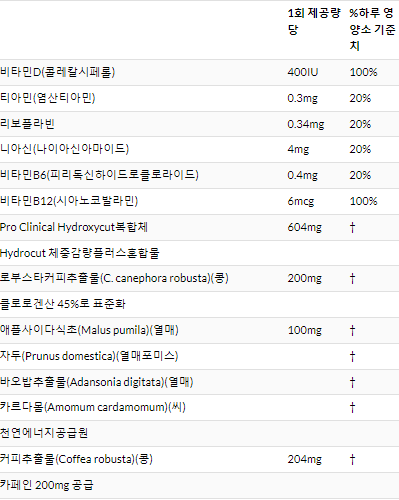 1회 제공량당 %하루 영양소 기준치
비타민D(콜레칼시페롤) 400IU 100%
티아민(염산티아민) 0.3mg 20%
리보플라빈 0.34mg 20%
니아신(나이아신아마이드) 4mg 20%
비타민B6(피리독신하이드로클로라이드) 0.4mg 20%
비타민B12(시아노코발라민) 6mcg 100%
Pro Clinical Hydroxycut복합체 604mg †
Hydrocut 체중감량플러스혼합물
로부스타커피추출물(C. canephora robusta)(콩) 200mg †
클로로겐산 45%로 표준화
애플사이다식초(Malus pumila)(열매) 100mg †
자두(Prunus domestica)(열매포미스) †
바오밥추출물(Adansonia digitata)(열매) †
카르다몸(Amomum cardamomum)(씨) †
천연에너지공급원
커피추출물(Coffea robusta)(콩) 204mg †
카페인 200mg 공급